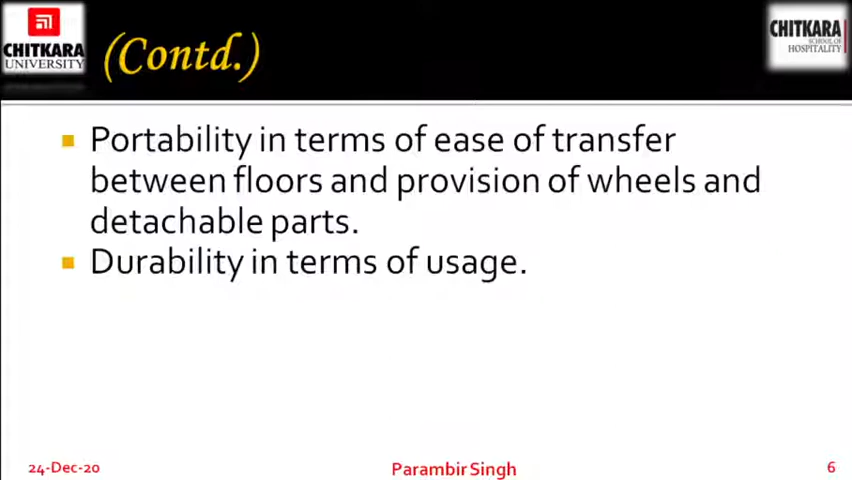 CHITKARA
UNIVERSITY
(Contd.)
CHITKARA
SCHOOL OF
HOSPITALITY
Portability in terms of ease of transfer
between floors and provision of wheels and
detachable parts.
Durability in terms of usage.
24-Dec-20
Parambir Singh
6